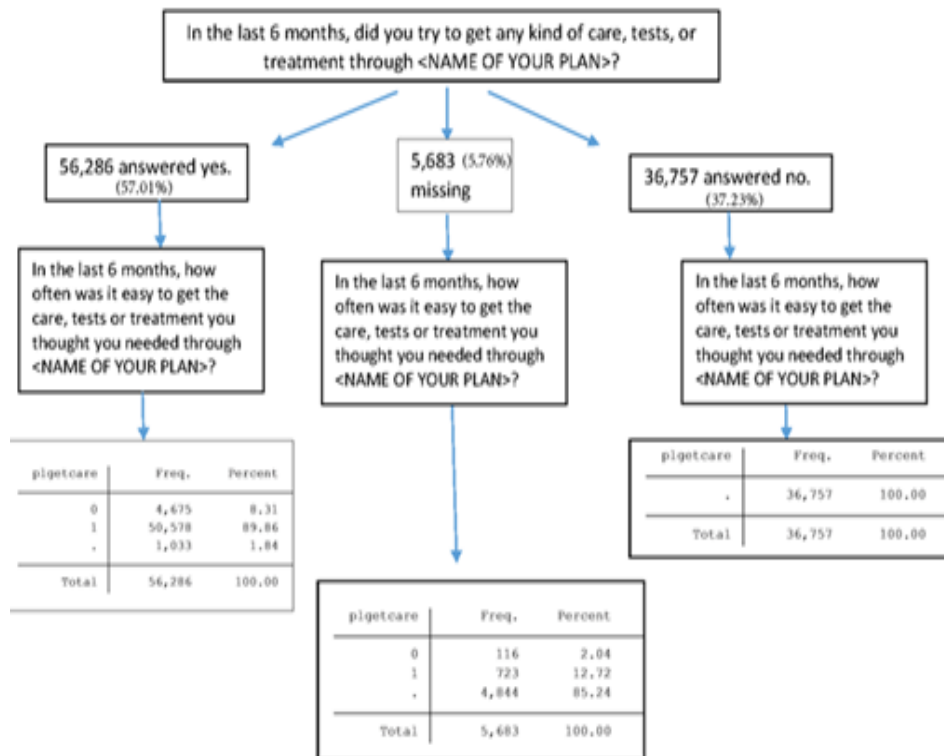 In the last 6 months, did you try to get any kind of care, tests, or
treatment through <NAME OF YOUR PLAN>?
56,286 answered yes.
(57.01%)
5,683 (5.76%)
missing
36,757 answered no.
(37.23%)
In the last 6 months, how
often was it easy to get the
care, tests or treatment you
thought you needed through
<NAME OF YOUR PLAN>?
In the last 6 months, how
often was it easy to get the
care, tests or treatment you
thought you needed through
<NAME OF YOUR PLAN>?
In the last 6 months, how
often was it easy to get the
care, tests or treatment you
thought you needed through
<NAME OF YOUR PLAN>?
plgetcare Freq. Percent
0 4,675 8.31
1 50,578 89.86
. 1,033 1.84
Total 56,286 100.00
plgetcare Freq. Percent
0 116 2.04
1 723 12.72
. 4,844 85.24
Total 5,683 100.00
plgetcare Freq. Percent
. 36,757 100.00
Total 36,757 100.00